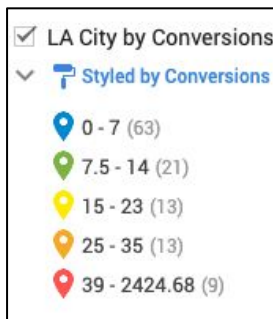 LA City by Conversions
Styled by Conversions
0 - 7 (63)
7.5 - 14 (21)
15 - 23 (13)
25 - 35 (13)
39 - 2424.68 (9)